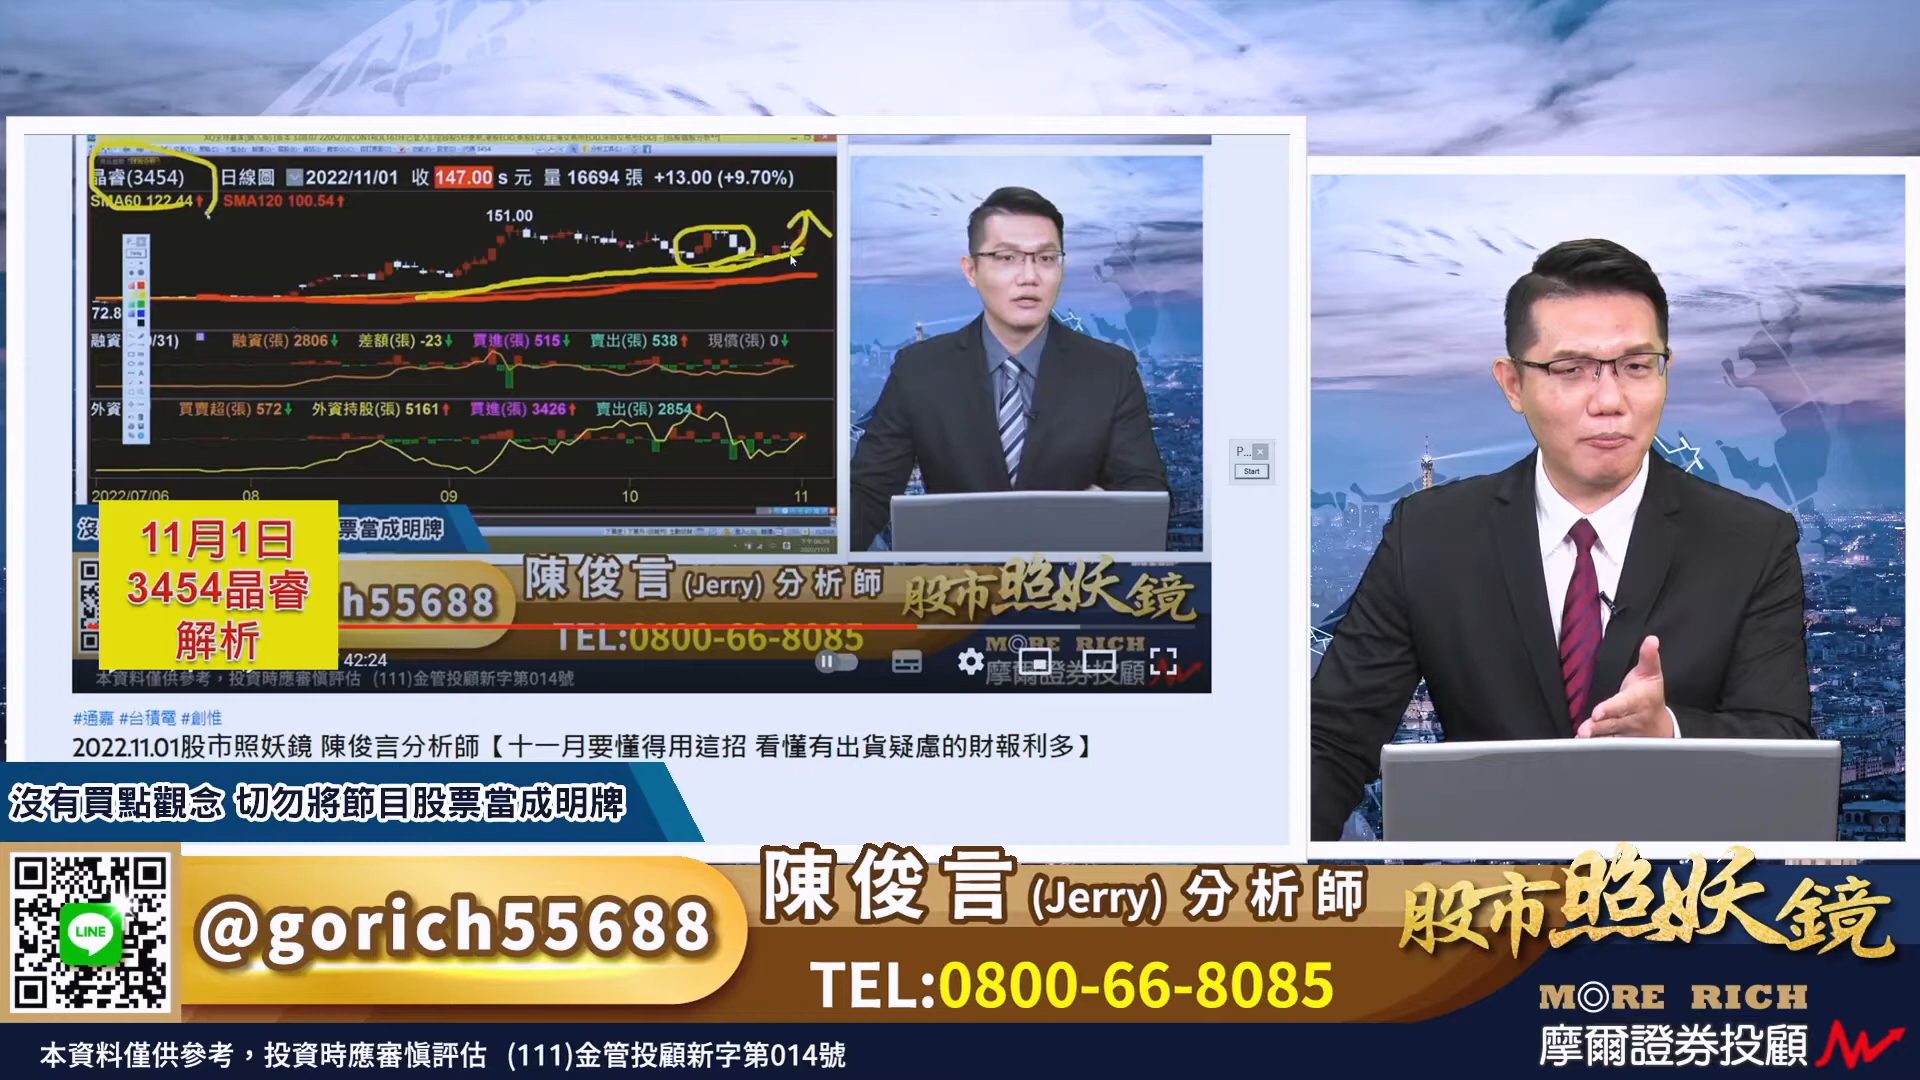 晶睿(3454) 日線圖 2022/11/01 收 147.00 s 元 量 16694 張 +13.00 (+9.70%)
SMA60 122.44↑ SMA120 100.54↑
151.00
72.8
融資 /31) 融資(張) 2806↓ 差額(張) -23↓ 買進(張) 515↓ 賣出(張) 538↑ 現償(張) 0↓
外資 買賣超(張) 572↓ 外資持股(張) 5161↑ 買進(張) 3426↑ 賣出(張) 2854↑
2022/07/06 08 09 10 11
11月1日
3454晶睿
解析
沒 票當成明牌
h55688
陳俊言(Jerry)分析師
股市照妖鏡
TEL:0800-66-8085
MORE RICH
摩爾證券投顧
42:24
本資料僅供參考，投資時應審慎評估 (111)金管投顧新字第014號
P...
Start
#通嘉 #台積電 #創惟
2022.11.01股市照妖鏡 陳俊言分析師【十一月要懂得用這招 看懂有出貨疑慮的財報利多】
沒有買點觀念 切勿將節目股票當成明牌
LINE
@gorich55688
陳俊言(Jerry)分析師
TEL:0800-66-8085
股市照妖鏡
MORE RICH
摩爾證券投顧
本資料僅供參考，投資時應審慎評估 (111)金管投顧新字第014號